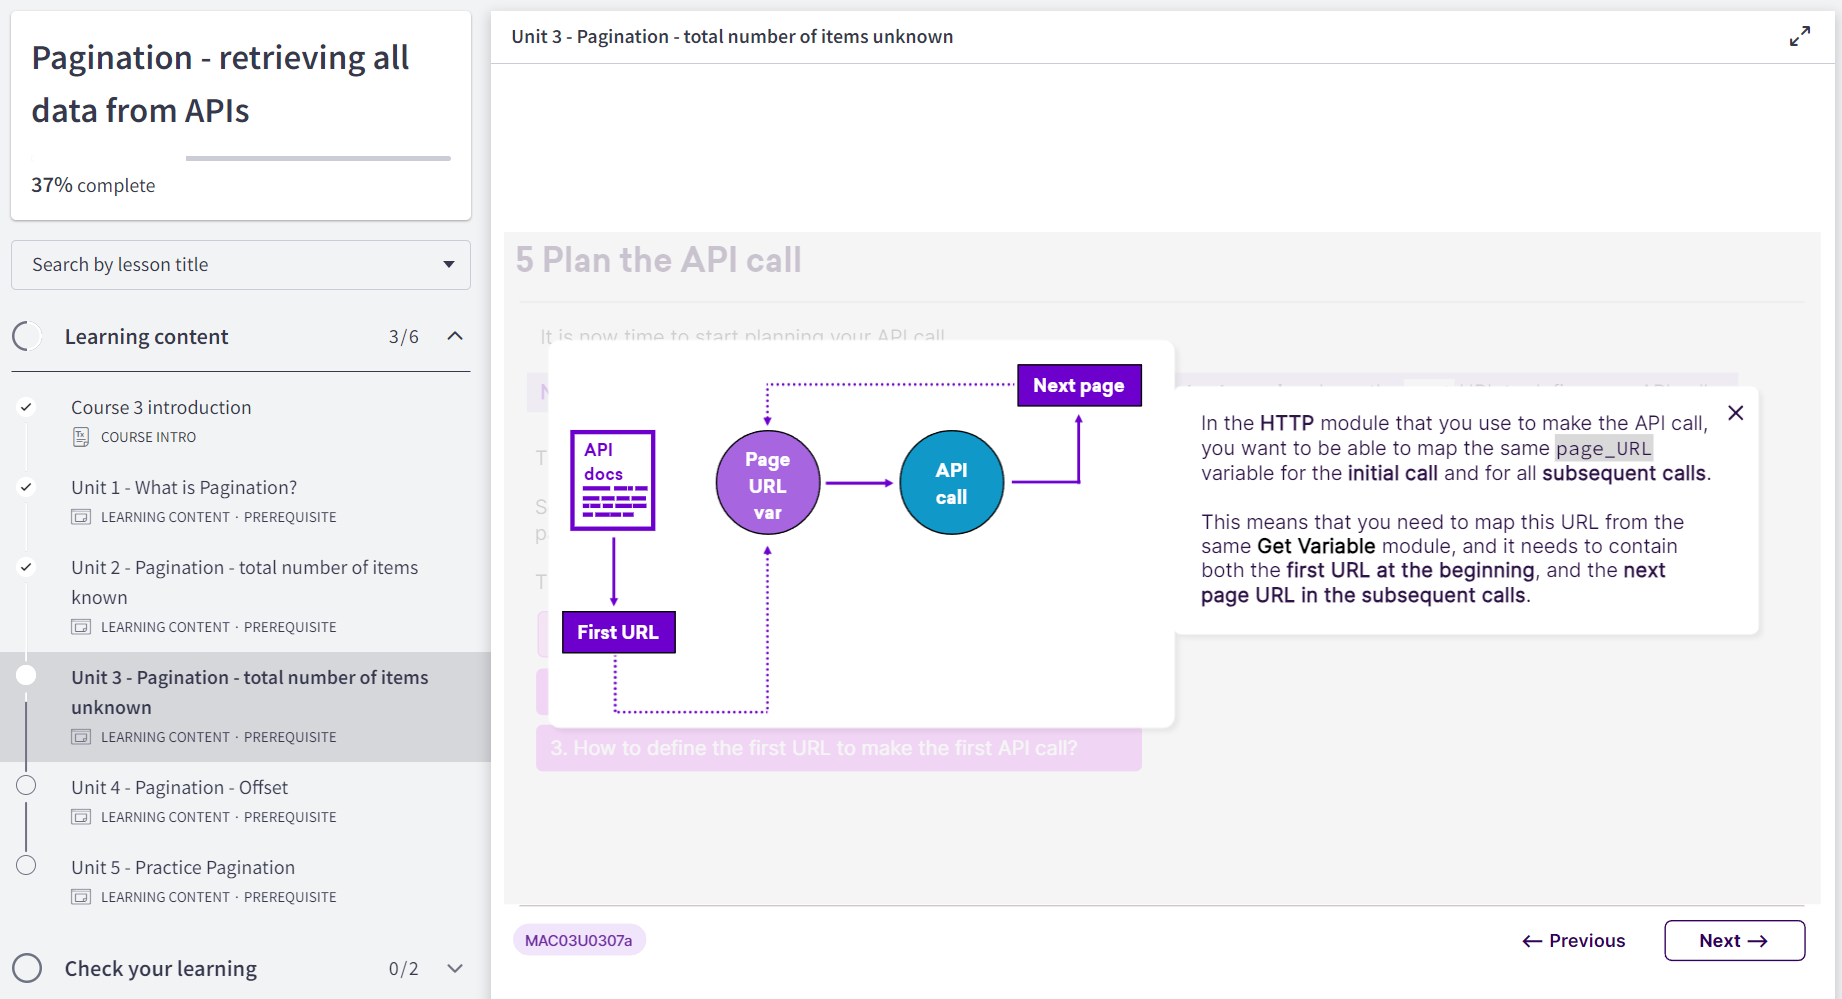 Pagination - retrieving all
data from APIs
37% complete
Search by lesson title
Learning content 3/6
Course 3 introduction
COURSE INTRO
Unit 1 - What is Pagination?
LEARNING CONTENT · PREREQUISITE
Unit 2 - Pagination - total number of items
known
LEARNING CONTENT · PREREQUISITE
Unit 3 - Pagination - total number of items
unknown
LEARNING CONTENT · PREREQUISITE
Unit 4 - Pagination - Offset
LEARNING CONTENT · PREREQUISITE
Unit 5 - Practice Pagination
LEARNING CONTENT · PREREQUISITE
Check your learning 0/2
Unit 3 - Pagination - total number of items unknown
5 Plan the API call
It is now time to start planning your API call
Next page
API
docs
Page
URL
var
API
call
First URL
In the HTTP module that you use to make the API call,
you want to be able to map the same page_URL
variable for the initial call and for all subsequent calls.
This means that you need to map this URL from the
same Get Variable module, and it needs to contain
both the first URL at the beginning, and the next
page URL in the subsequent calls.
3. How to define the first URL to make the first API call?
MAC03U0307a
← Previous
Next →